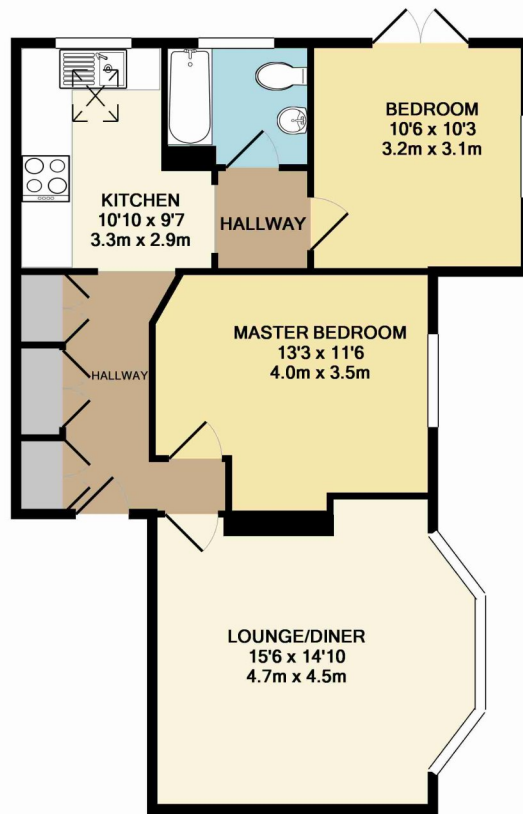 BEDROOM
10'6 x 10'3
3.2m x 3.1m
KITCHEN
10'10 x 9'7
3.3m x 2.9m
HALLWAY
MASTER BEDROOM
13'3 x 11'6
4.0m x 3.5m
HALLWAY
LOUNGE/DINER
15'6 x 14'10
4.7m x 4.5m